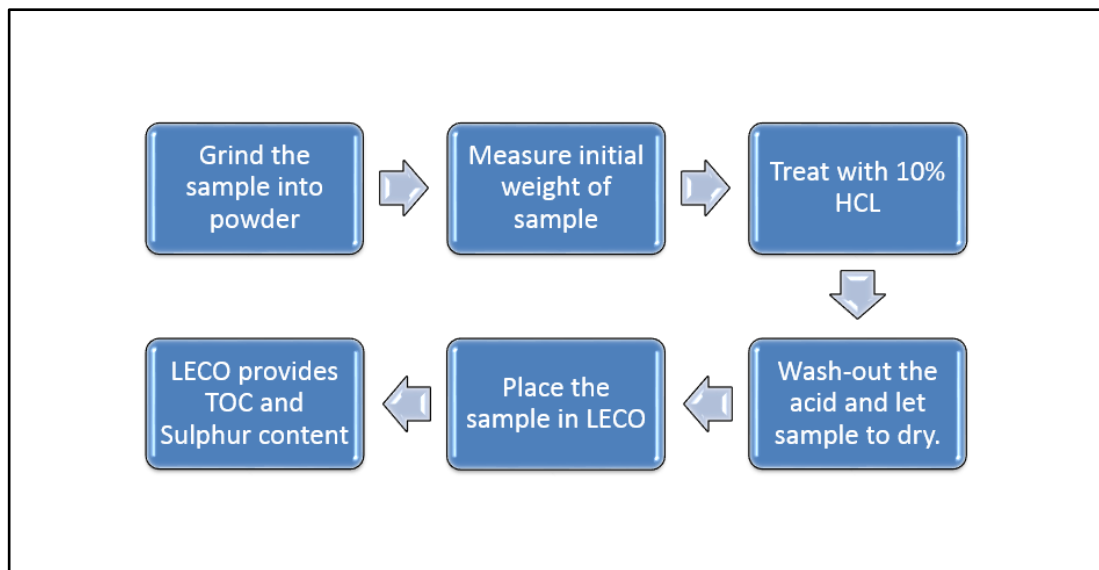 Grind the
sample into
powder
Measure initial
weight of
sample
Treat with 10%
HCL
Wash-out the
acid and let
sample to dry.
Place the
sample in LECO
LECO provides
TOC and
Sulphur content